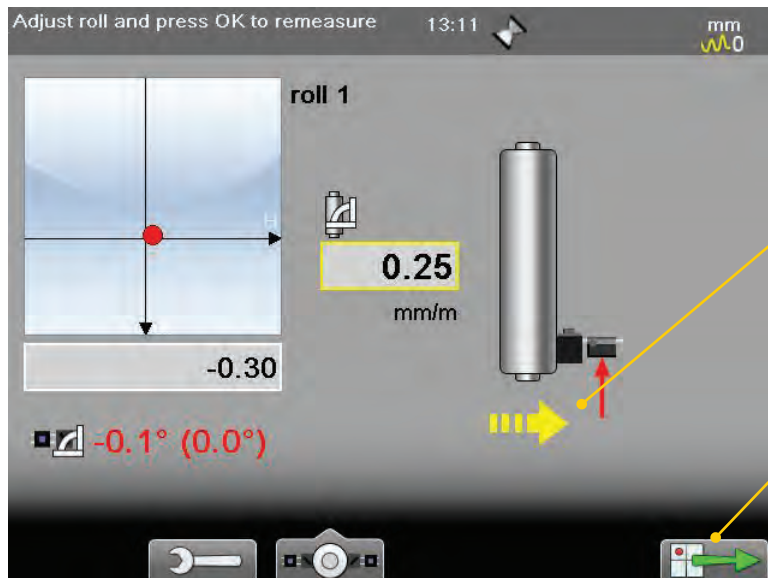 Adjust roll and press OK to remeasure
13:11
mm
0
roll 1
H
0.25
mm/m
-0.30
-0.1° (0.0°)